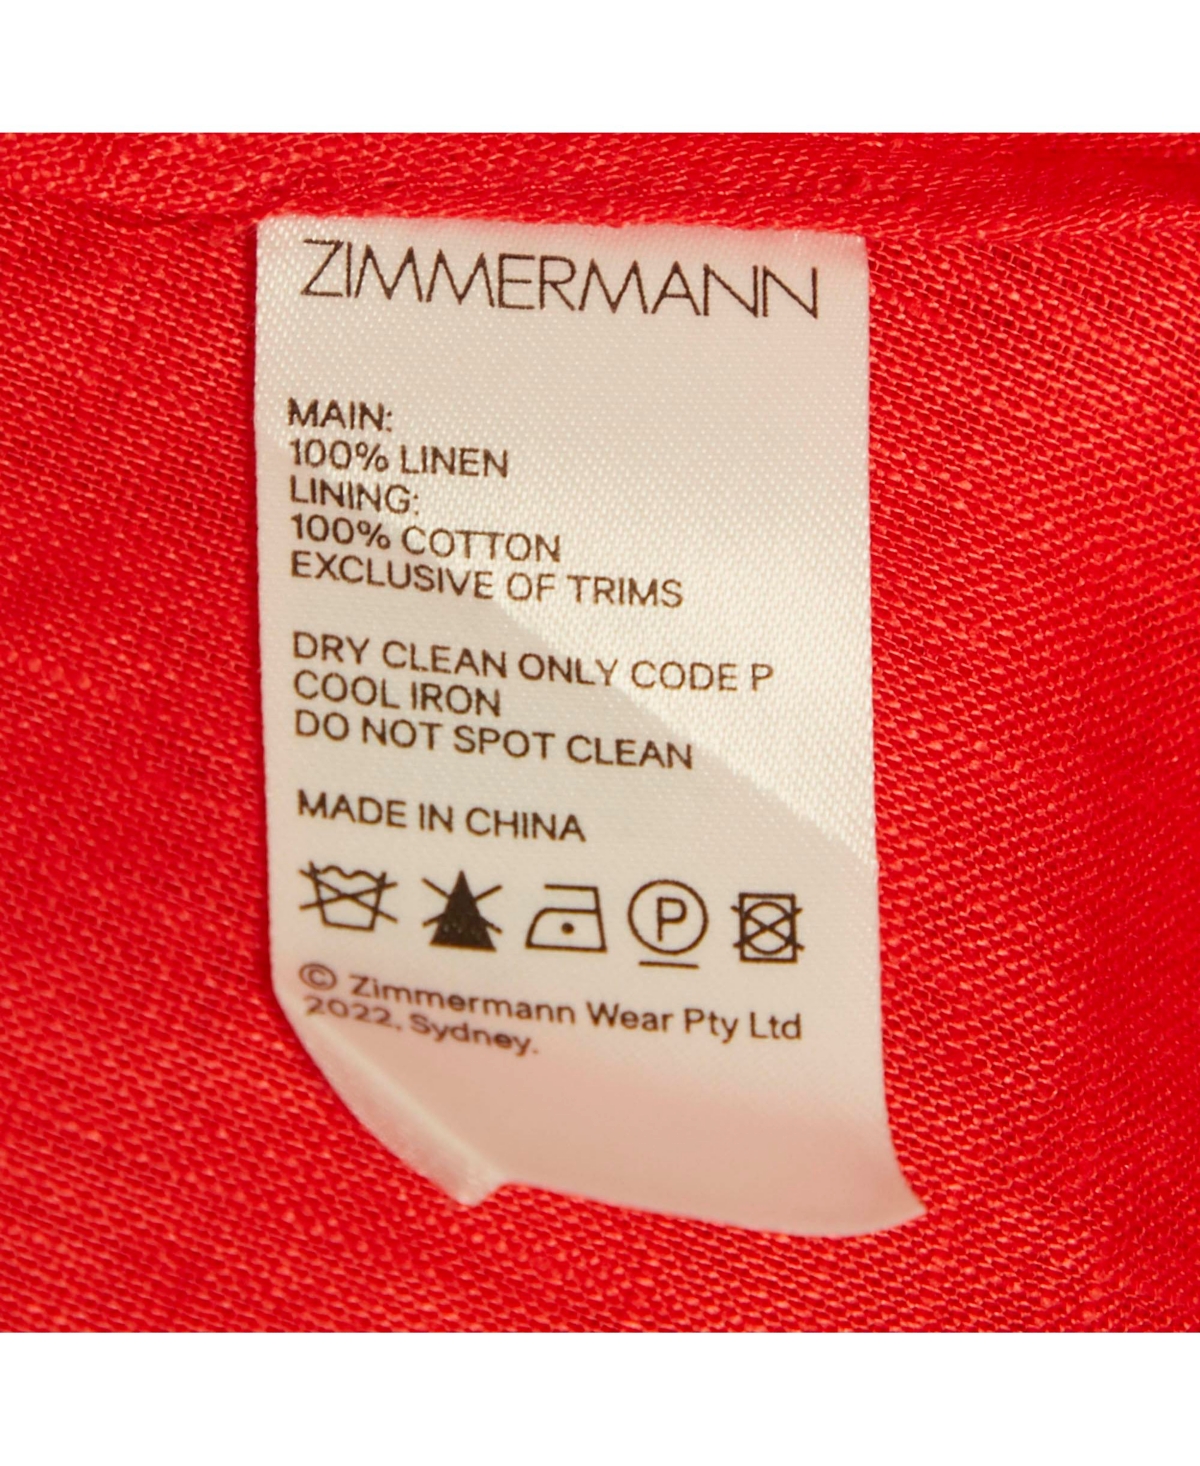 ZIMMERMANN
MAIN:
100% LINEN
LINING:
100% COTTON
EXCLUSIVE OF TRIMS
DRY CLEAN ONLY CODE P
COOL IRON
DO NOT SPOT CLEAN
MADE IN CHINA
P
© Zimmermann Wear Pty Ltd
2022, Sydney.